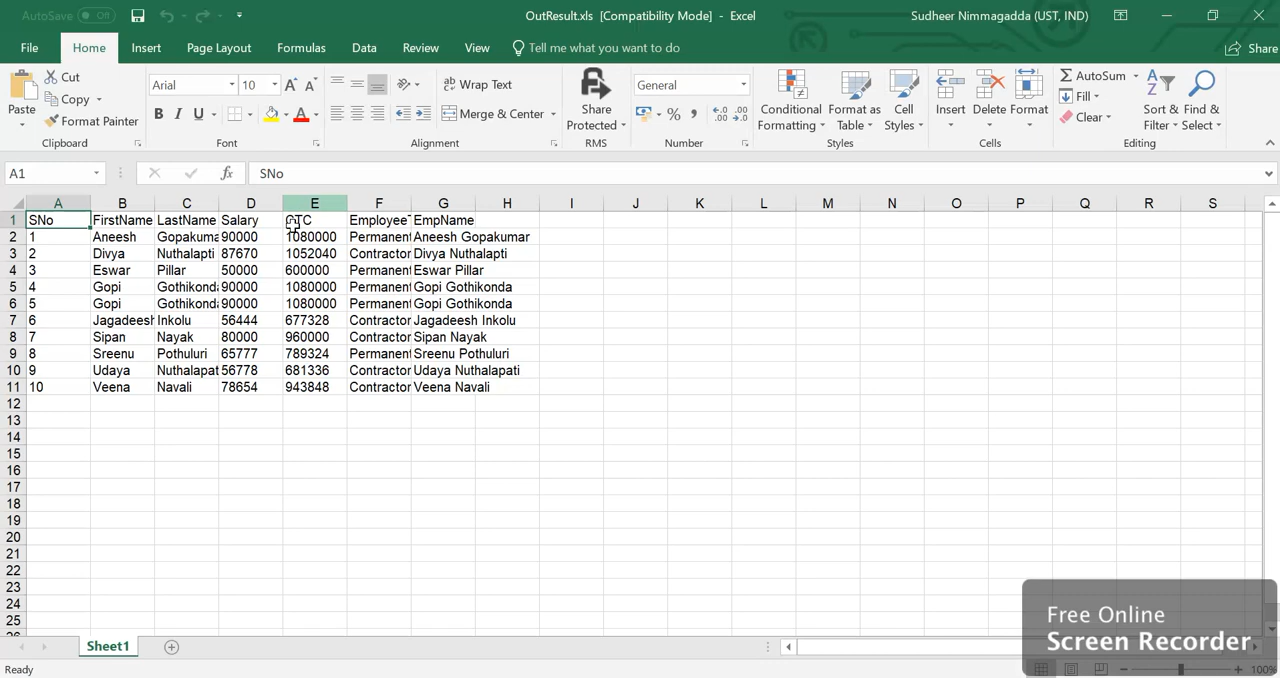 AutoSave Off OutResult.xls [Compatibility Mode] - Excel Sudheer Nimmagadda (UST, IND)
File Home Insert Page Layout Formulas Data Review View Tell me what you want to do Share
Paste Cut Copy Format Painter
Arial 10 A A
B I U A
ab Wrap Text
Merge & Center
Share Protected
General
% , .00 .0
Conditional Formatting Format as Table Cell Styles
Insert Delete Format
AutoSum Fill Clear
Sort & Filter Find & Select
Clipboard Font Alignment RMS Number Styles Cells Editing
A1 fx SNo
A B C D E F G H I J K L M N O P Q R S
1 SNo FirstName LastName Salary CTC Employee EmpName
2 1 Aneesh Gopakuma 90000 1080000 Permanent Aneesh Gopakumar
3 2 Divya Nuthalapti 87670 1052040 Contractor Divya Nuthalapti
4 3 Eswar Pillar 50000 600000 Permanent Eswar Pillar
5 4 Gopi Gothikonda 90000 1080000 Permanent Gopi Gothikonda
6 5 Gopi Gothikonda 90000 1080000 Permanent Gopi Gothikonda
7 6 Jagadeesh Inkolu 56444 677328 Contractor Jagadeesh Inkolu
8 7 Sipan Nayak 80000 960000 Contractor Sipan Nayak
9 8 Sreenu Pothuluri 65777 789324 Permanent Sreenu Pothuluri
10 9 Udaya Nuthalapat 56778 681336 Contractor Udaya Nuthalapati
11 10 Veena Navali 78654 943848 Contractor Veena Navali
12
13
14
15
16
17
18
19
20
21
22
23
24
25
Free Online
Screen Recorder
Sheet1
Ready 100%